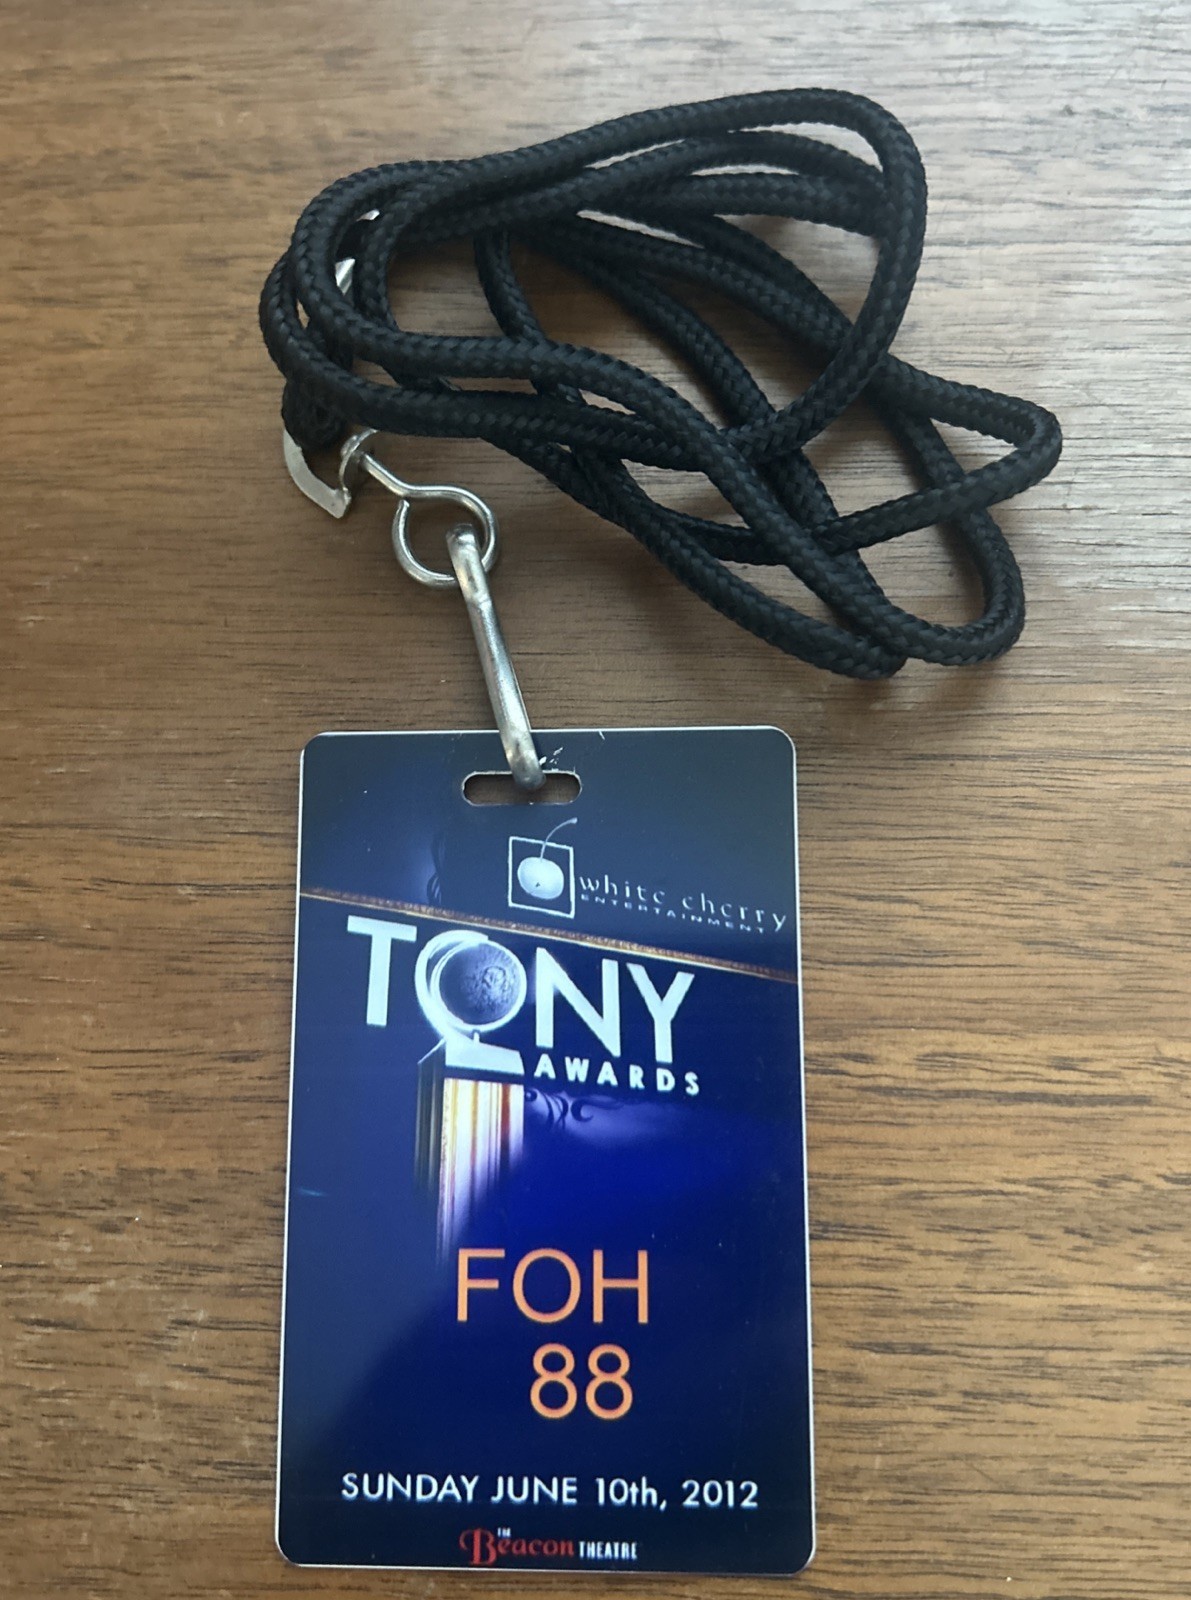 white cherry
ENTERTAINMENT
TONY
AWARDS
FOH
88
SUNDAY JUNE 10th, 2012
THE
Beacon THEATRE